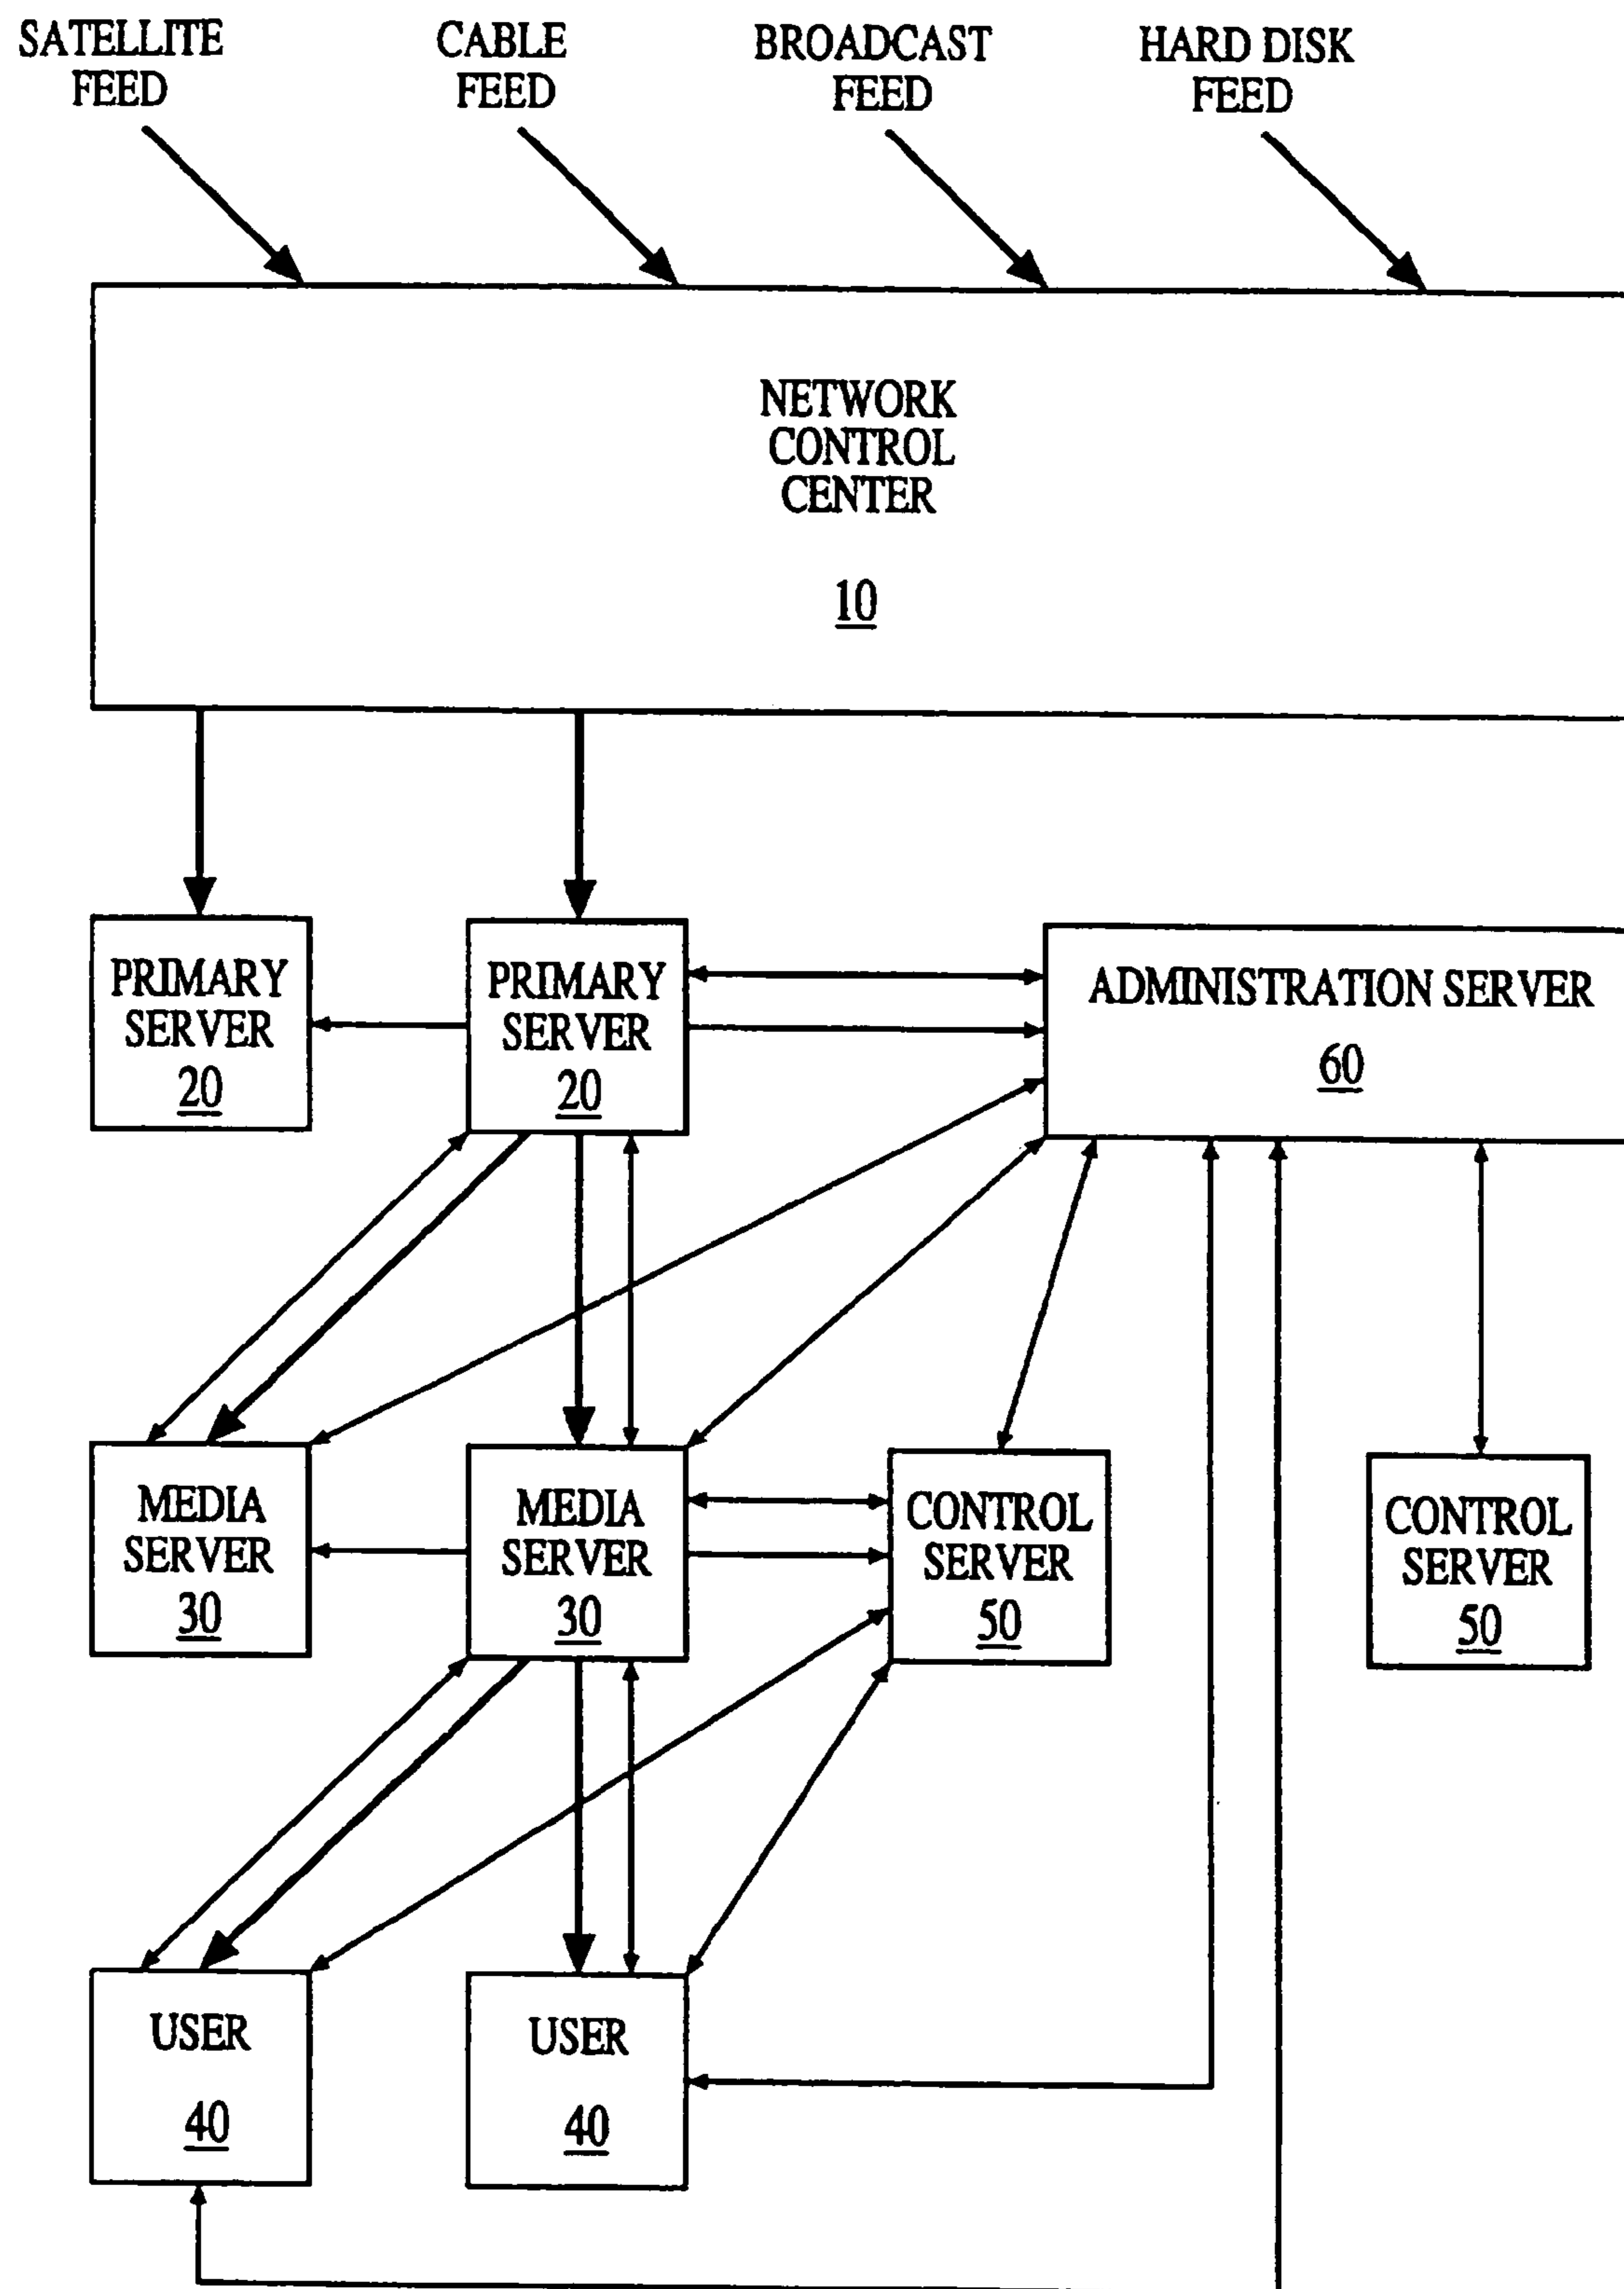 SATELLITE
FEED
CABLE
FEED
BROADCAST
FEED
HARD DISK
FEED
NETWORK
CONTROL
CENTER
10
PRIMARY
SERVER
20
PRIMARY
SERVER
20
ADMINISTRATION SERVER
60
MEDIA
SERVER
30
MEDIA
SERVER
30
CONTROL
SERVER
50
CONTROL
SERVER
50
USER
40
USER
40